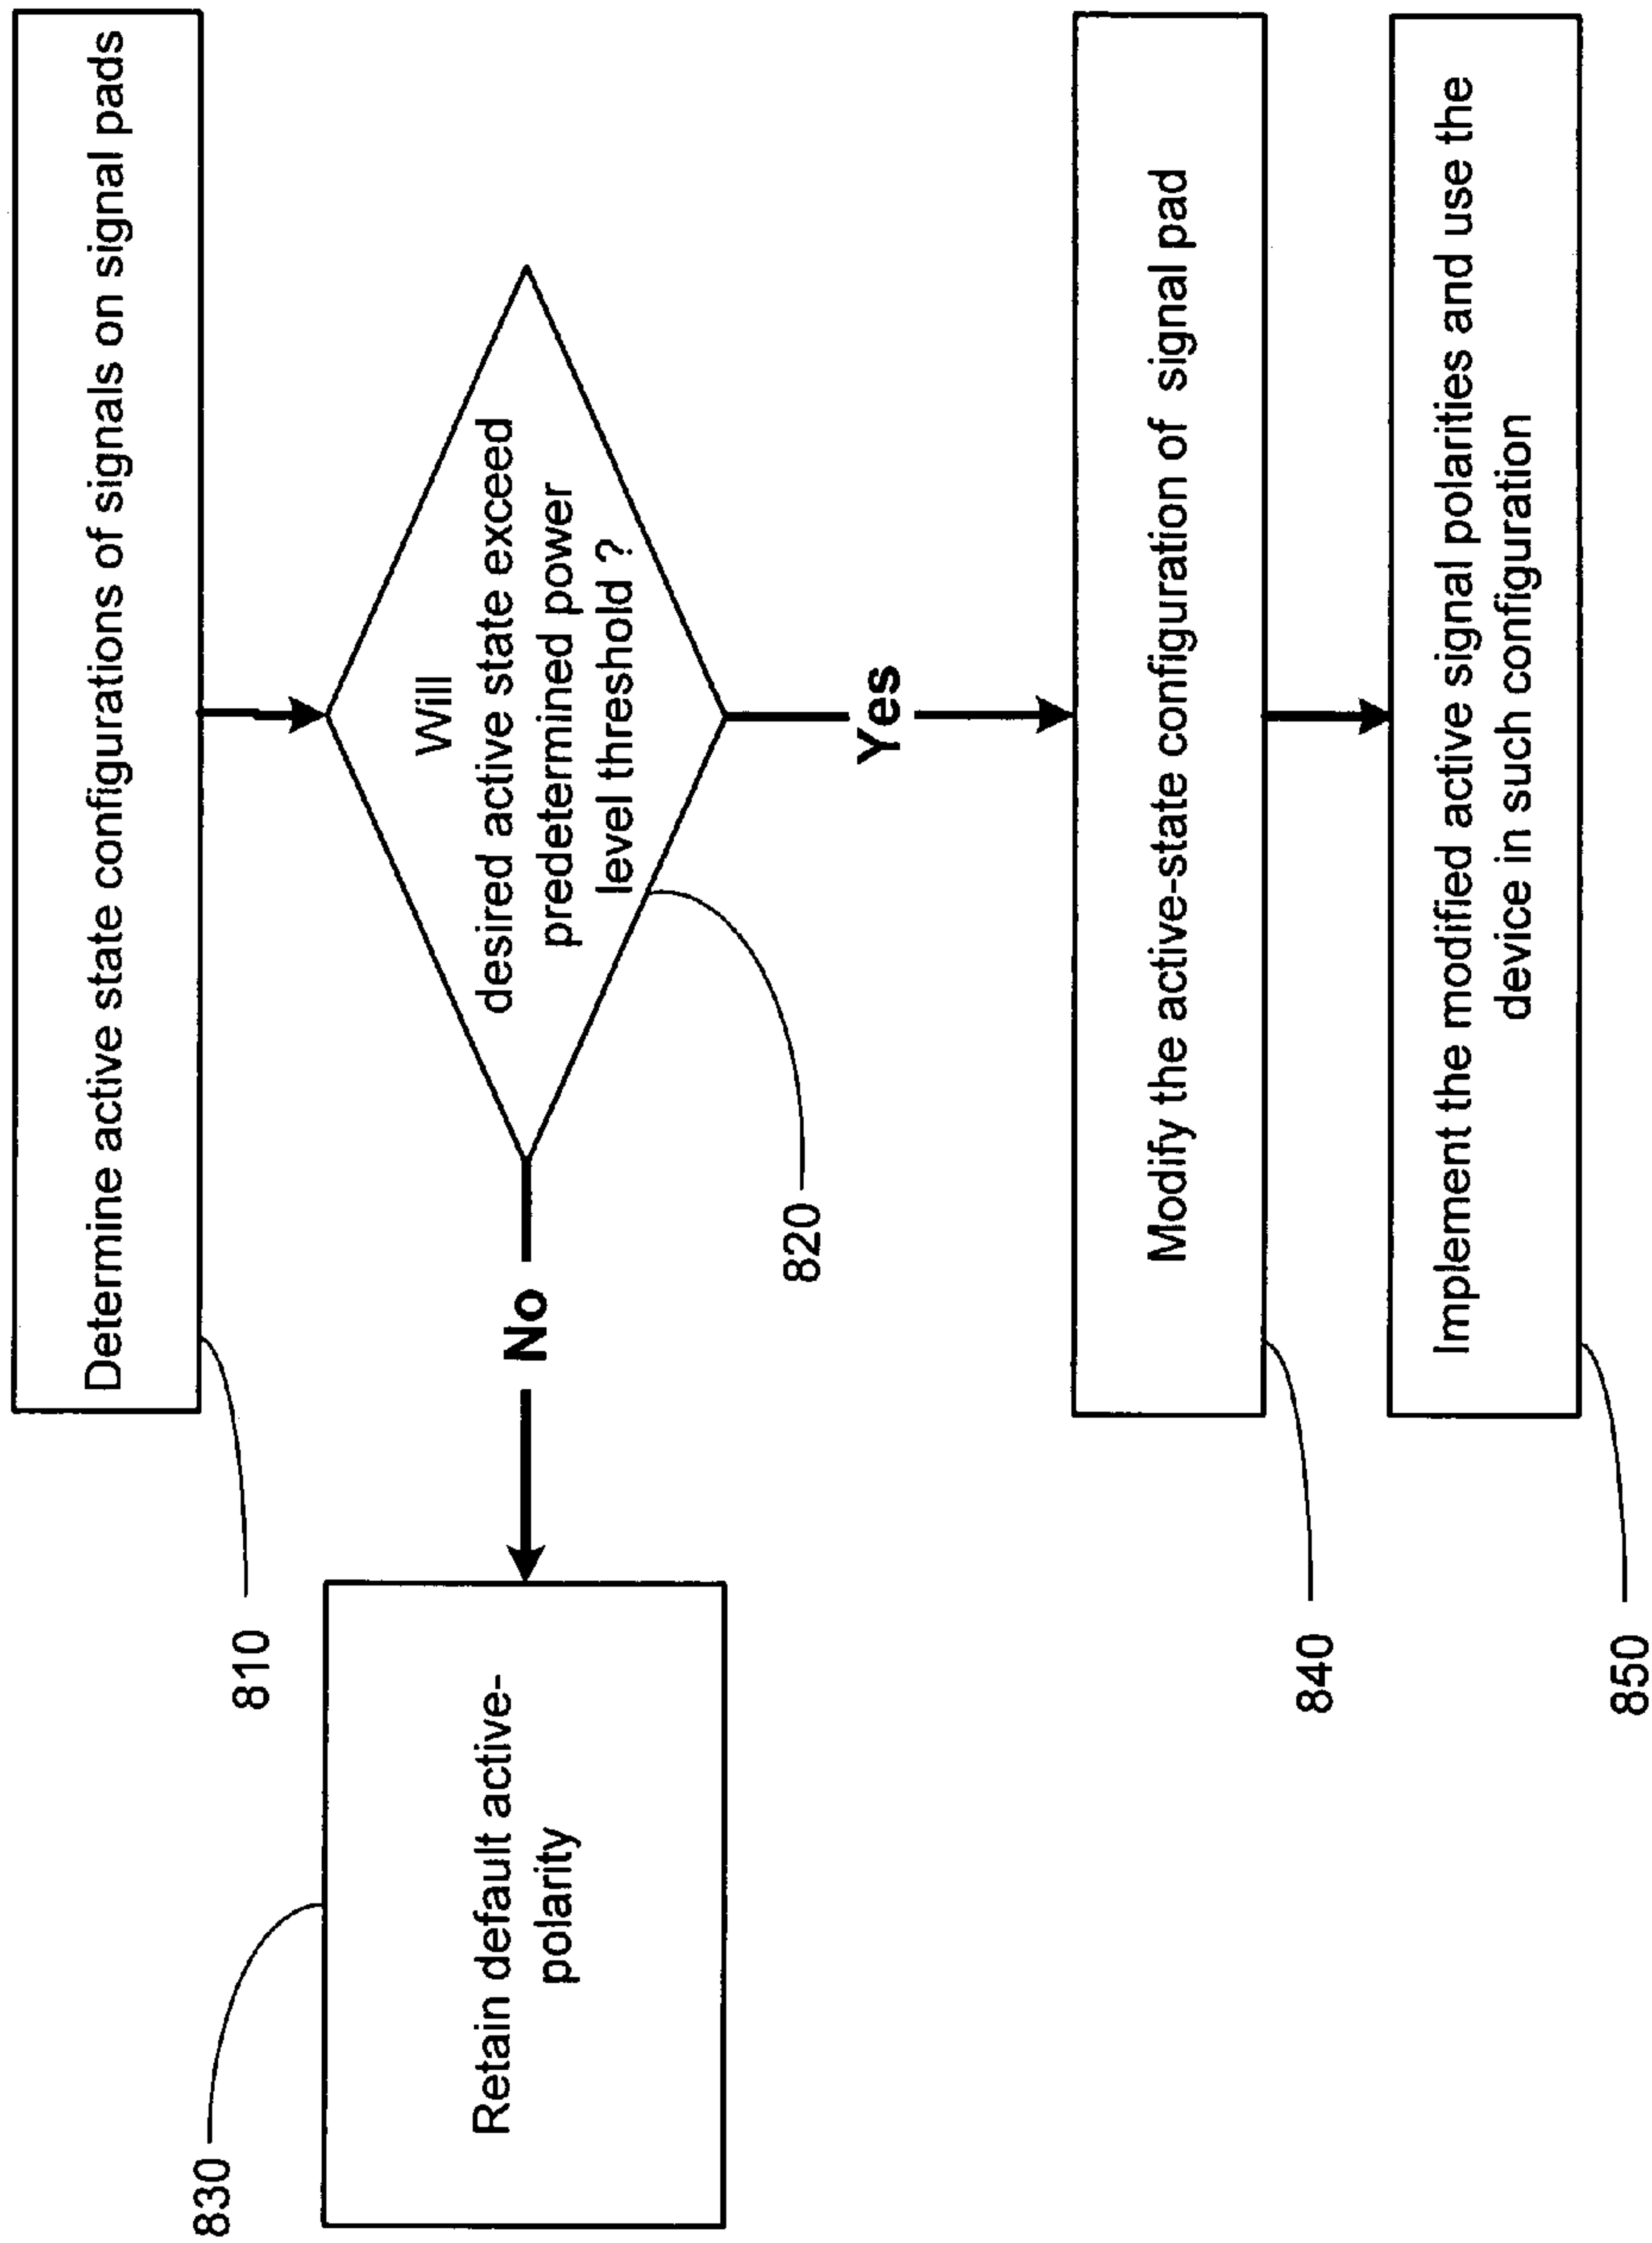 Determine active state configurations of signals on signal pads
810
Will
desired active state exceed
predetermined power
level threshold ?
820
No
Retain default active-
polarity
830
Yes
Modify the active-state configuration of signal pad
840
Implement the modified active signal polarities and use the
device in such configuration
850